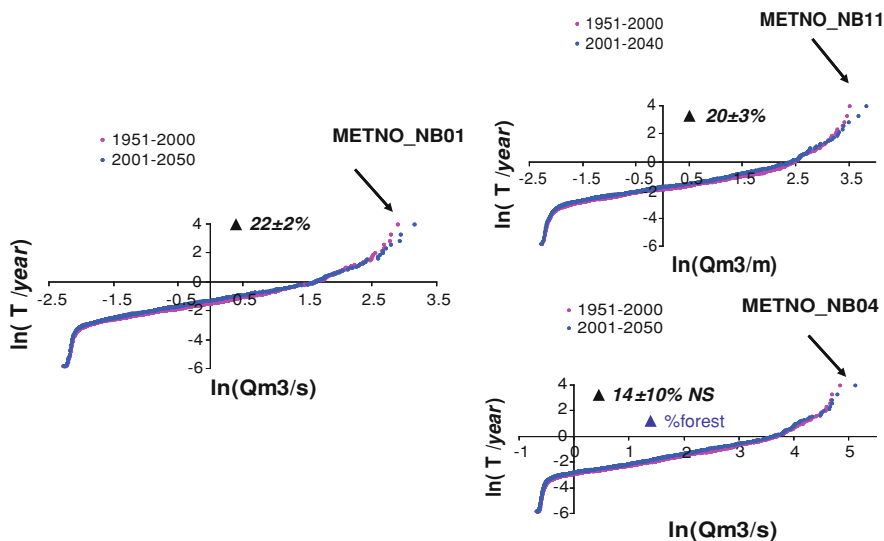 1951-2000
2001-2050
METNO_NB01
▲ 22±2%
ln( T /year)
4
2
0
-2
-4
-6
-2.5 -1.5 -0.5 0.5 1.5 2.5 3.5
ln(Qm3/s)
METNO_NB11
1951-2000
2001-2040
▲ 20±3%
ln( T /year)
4
2
0
-2
-4
-6
-2.5 -1.5 -0.5 0.5 1.5 2.5 3.5
ln(Qm3/m)
1951-2000
2001-2050
METNO_NB04
▲ 14±10% NS
▲ %forest
ln( T /year)
4
2
0
-2
-4
-6
-1 0 1 2 3 4 5
ln(Qm3/s)